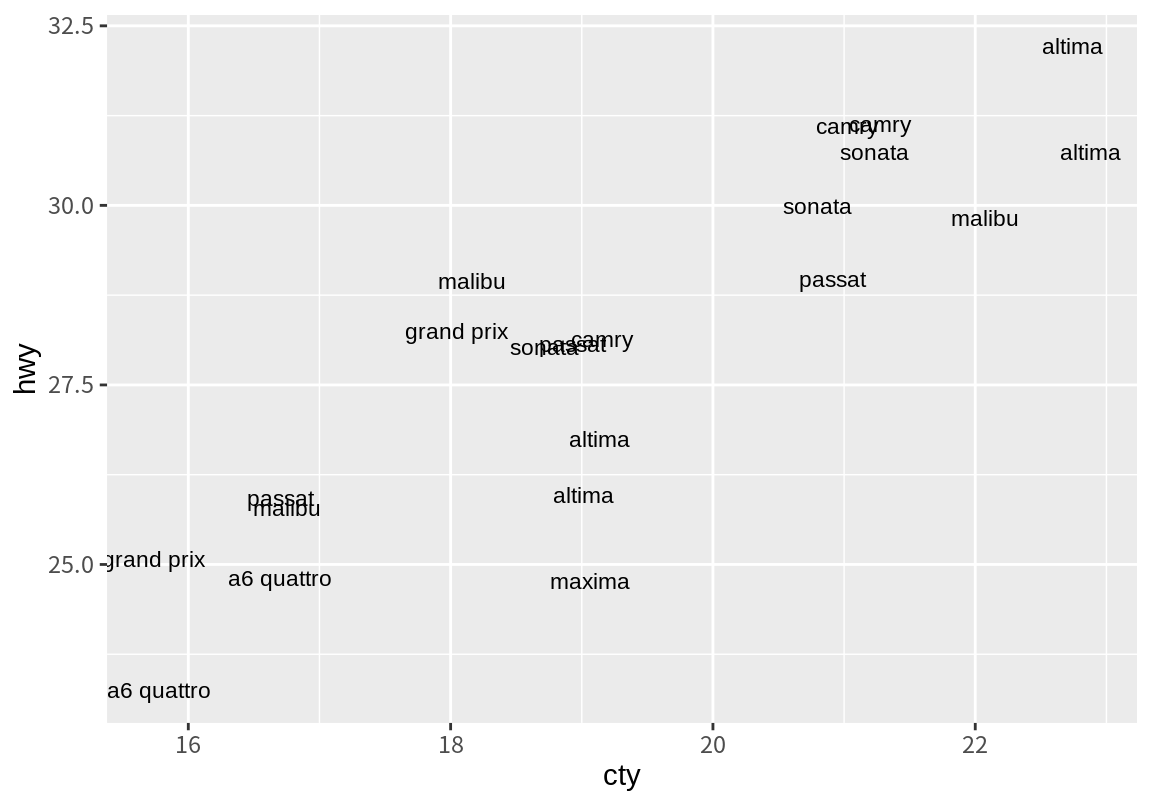 32.5
altima
camry
camry
sonata
altima
30.0
sonata
malibu
malibu
passat
grand prix
sonata
passat
camry
hwy
27.5
altima
passat
malibu
altima
25.0
grand prix
a6 quattro
maxima
a6 quattro
16
18
20
22
cty